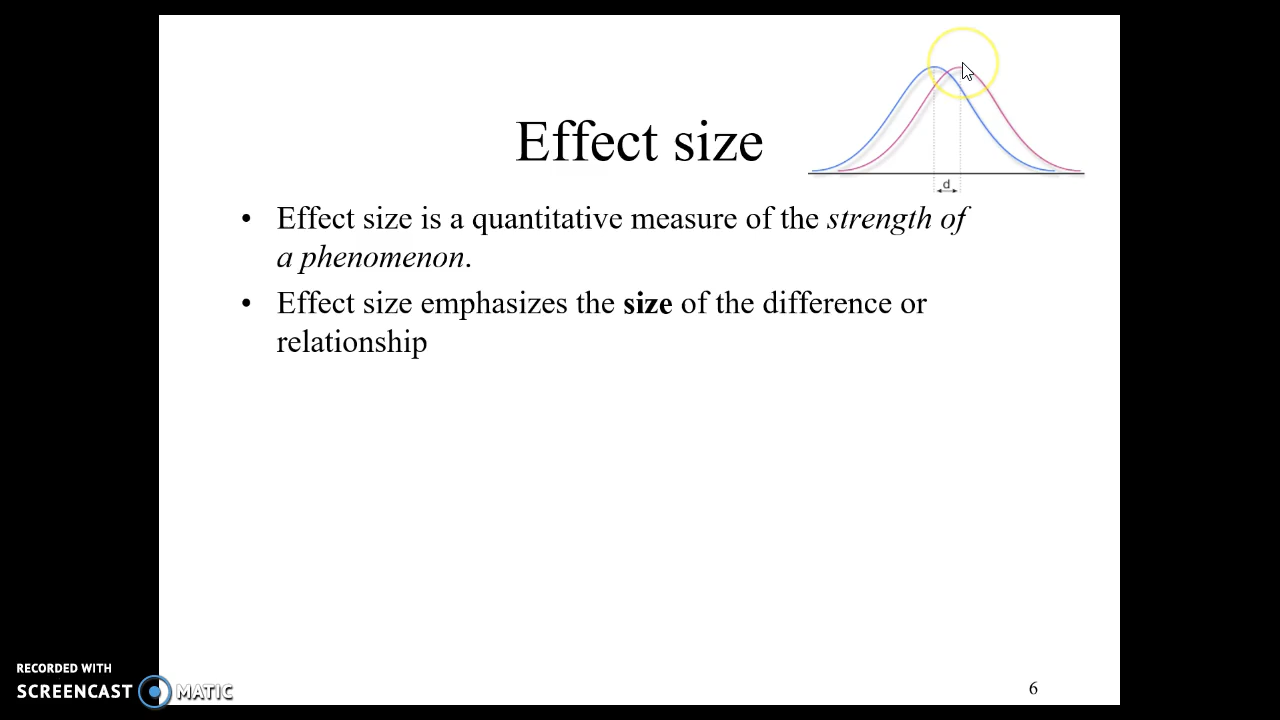 Effect size
d
• Effect size is a quantitative measure of the strength of
a phenomenon.
• Effect size emphasizes the size of the difference or
relationship
RECORDED WITH
SCREENCAST MATIC
6